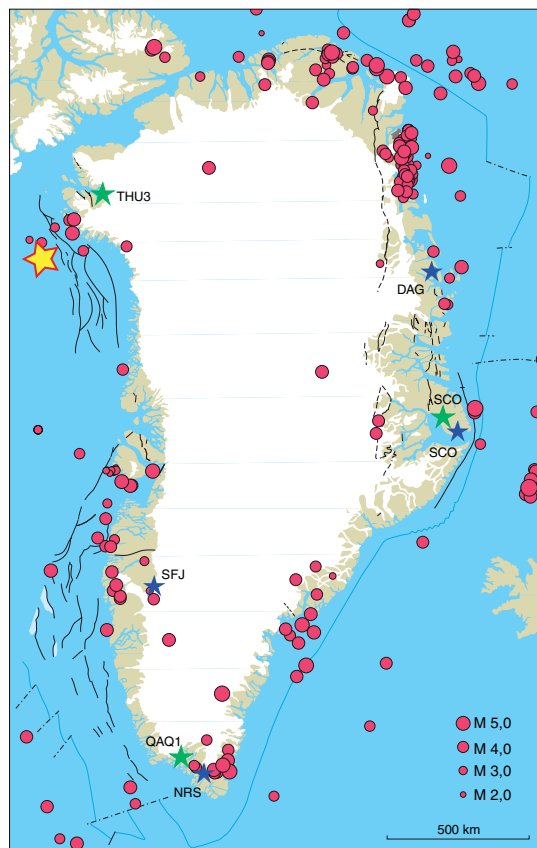 THU3
DAG
SCO
SCO
SFJ
QAQ1
NRS
M 5,0
M 4,0
M 3,0
M 2,0
500 km